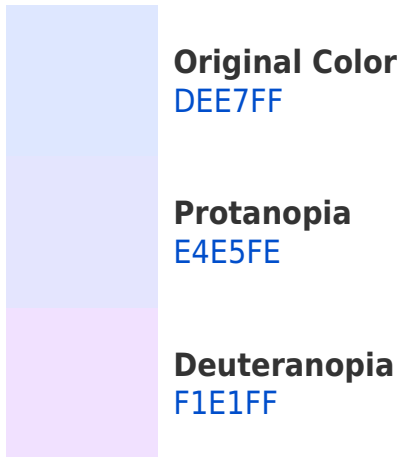 Original Color
DEE7FF
Protanopia
E4E5FE
Deuteranopia
F1E1FF